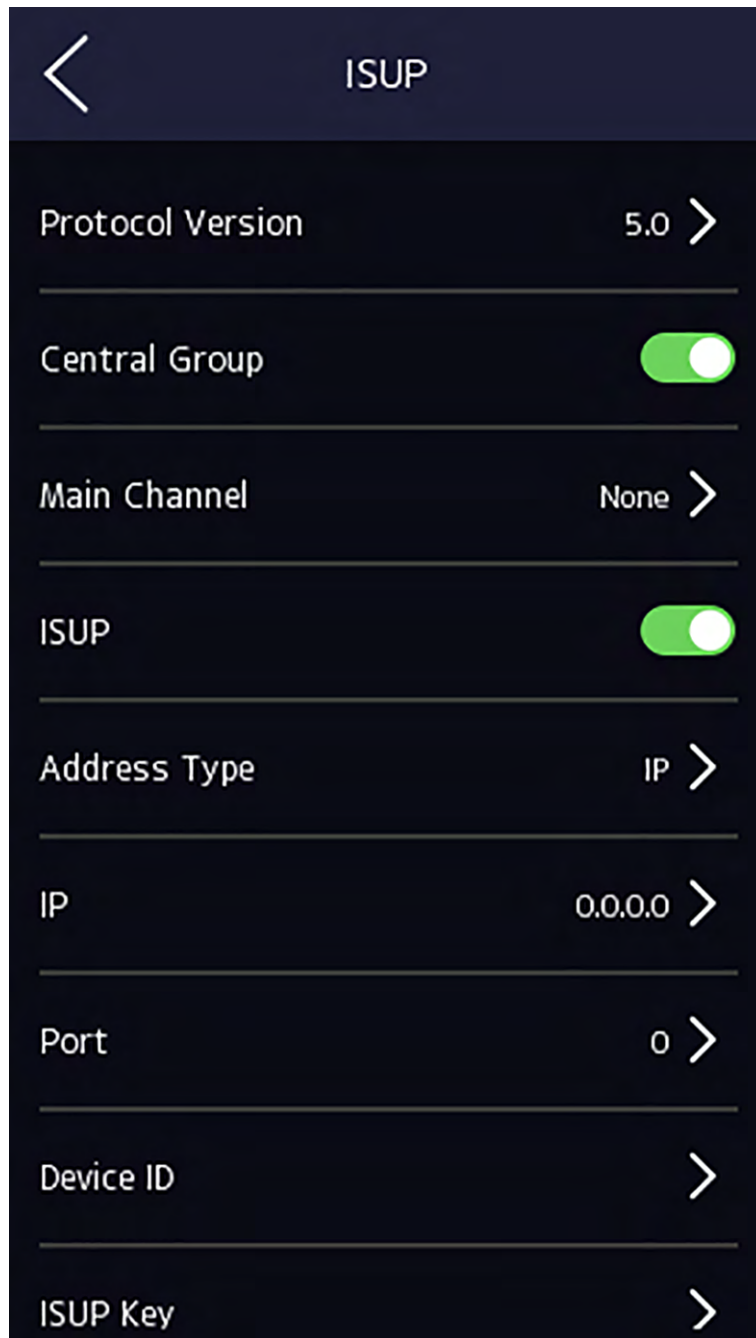 ISUP
Protocol Version 5.0
Central Group
Main Channel None
ISUP
Address Type IP
IP 0.0.0.0
Port 0
Device ID
ISUP Key